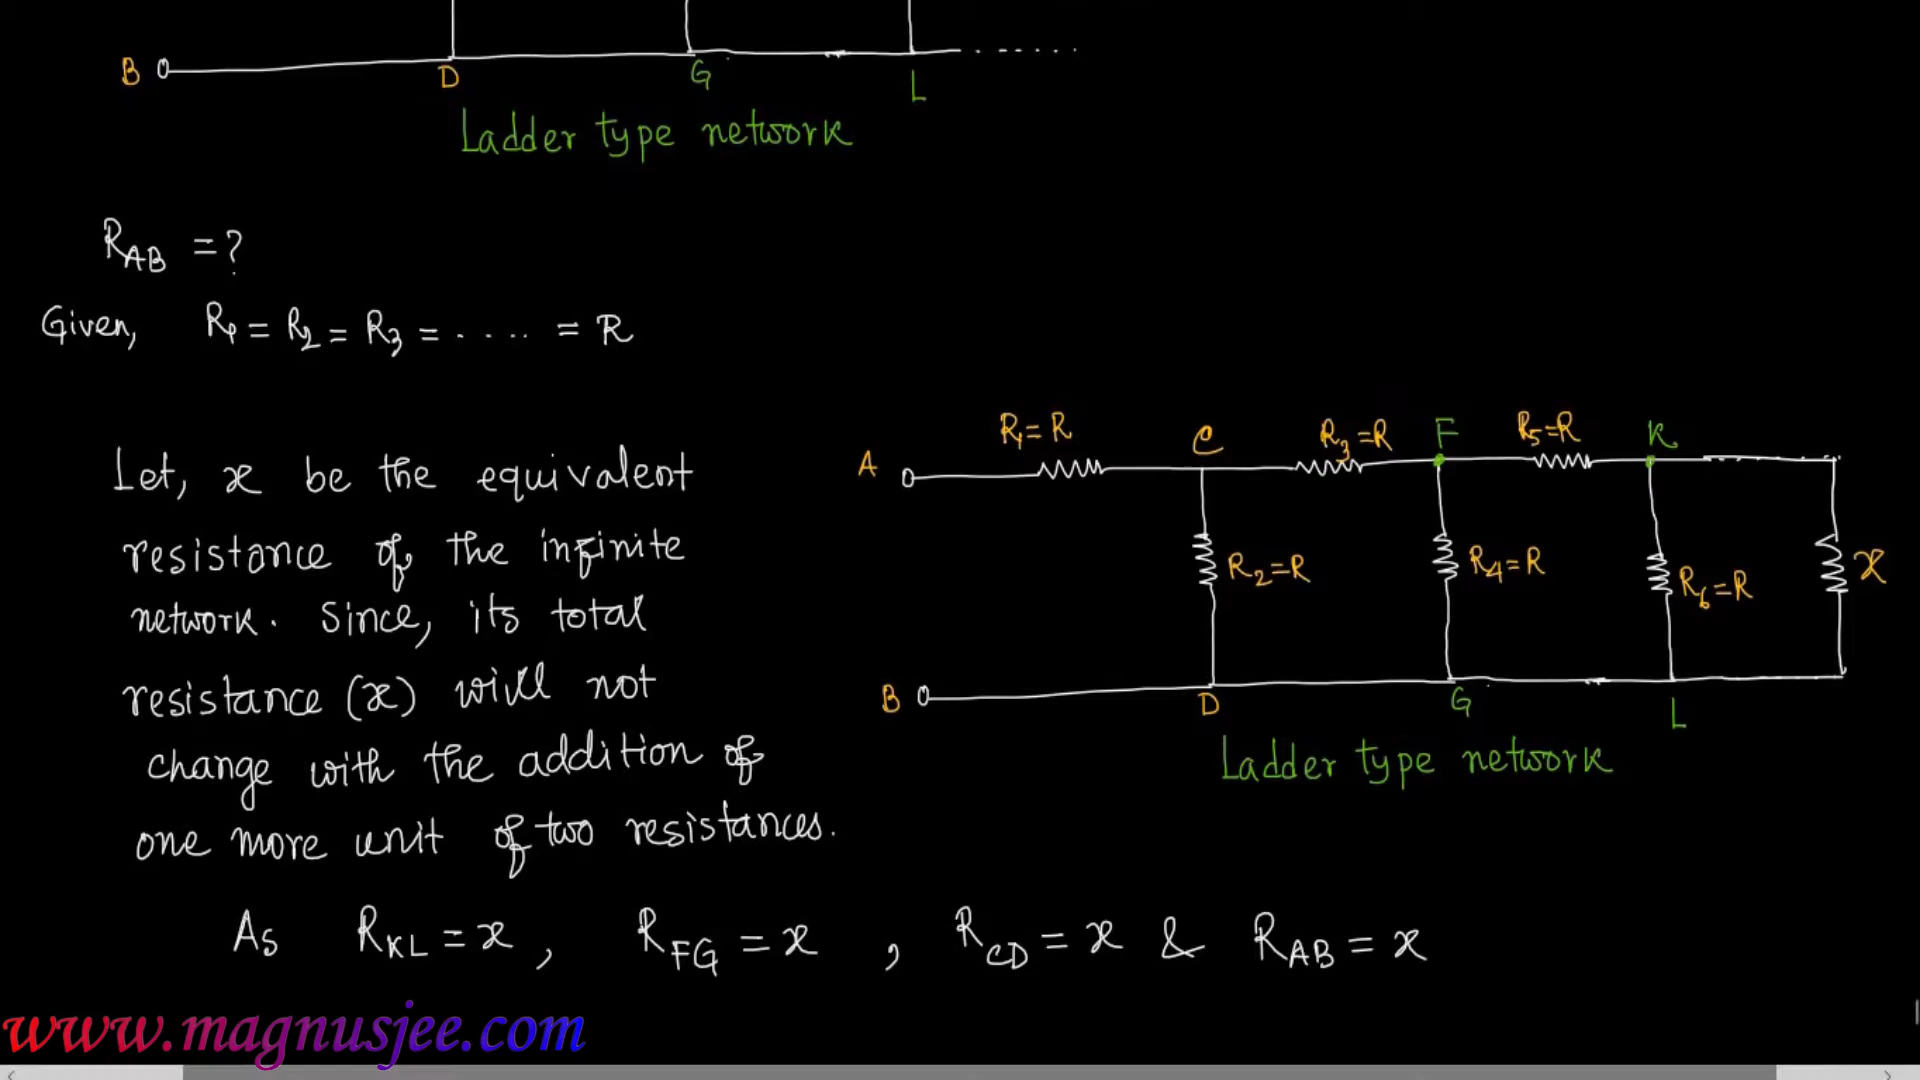 B D G L
Ladder type network
R_AB = ?
Given, R1 = R2 = R3 = ..... = R
R1=R C R3=R F R5=R K
A
Let, x be the equivalent
resistance of the infinite
R2=R R4=R R6=R x
network. Since, its total
resistance (x) will not
B D G L
change with the addition of
Ladder type network
one more unit of two resistances.
As R_KL = x, R_FG = x , R_CD = x & R_AB = x
www.magnusjee.com